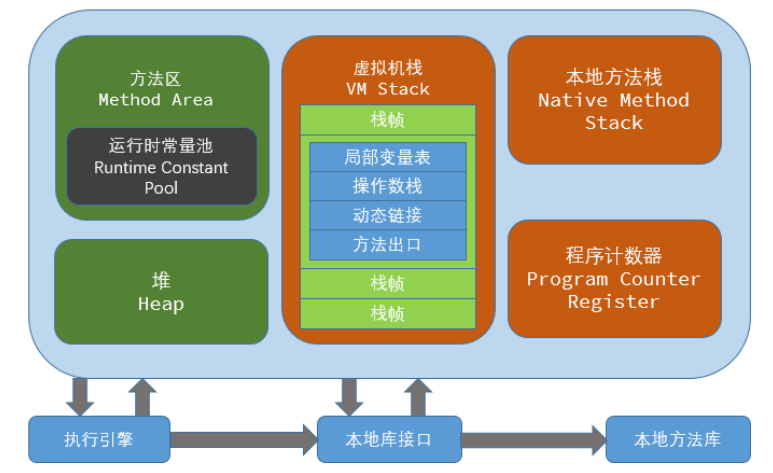 方法区
Method Area
运行时常量池
Runtime Constant
Pool
堆
Heap
虚拟机栈
VM Stack
栈帧
局部变量表
操作数栈
动态链接
方法出口
栈帧
栈帧
本地方法栈
Native Method
Stack
程序计数器
Program Counter
Register
执行引擎
本地库接口
本地方法库